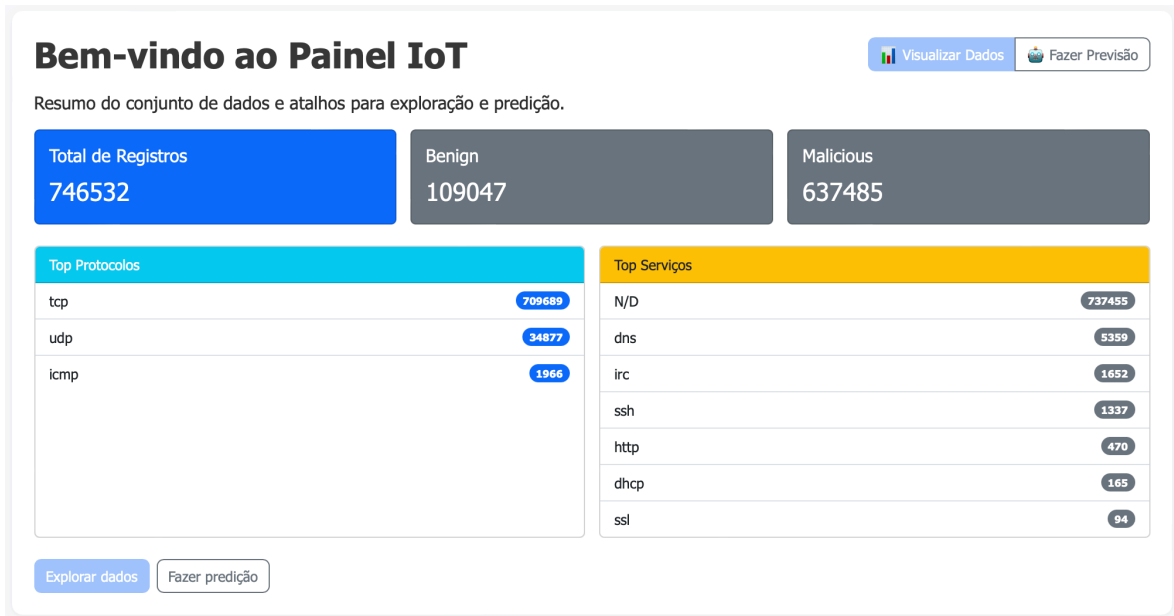 Bem-vindo ao Painel IoT
📊 Visualizar Dados
🤖 Fazer Previsão
Resumo do conjunto de dados e atalhos para exploração e predição.
Total de Registros
746532
Benign
109047
Malicious
637485
Top Protocolos
tcp 709689
udp 34877
icmp 1966
Top Serviços
N/D 737455
dns 5359
irc 1652
ssh 1337
http 470
dhcp 165
ssl 94
Explorar dados
Fazer predição